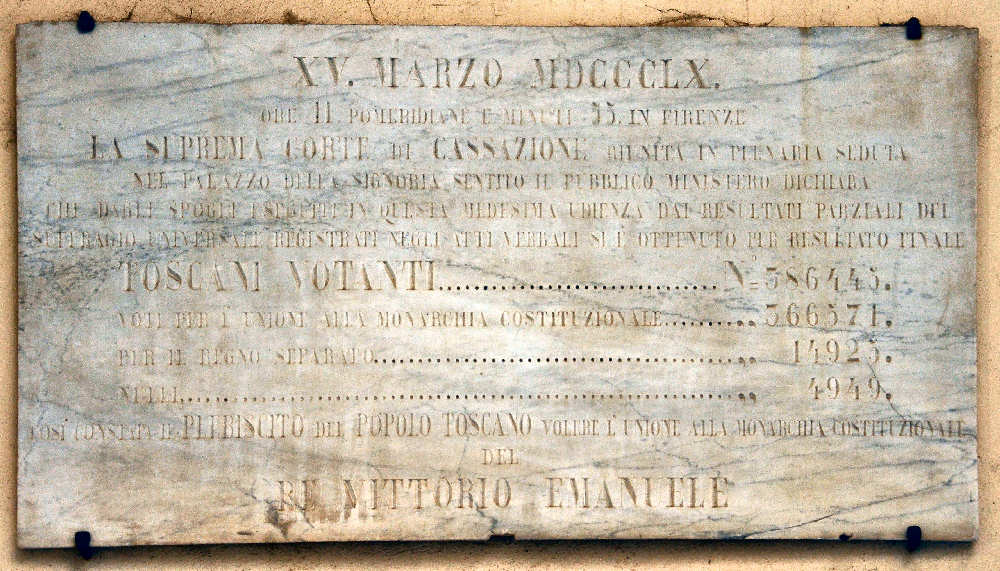 XV. MARZO MDCCCLX.
ORE 11 POMERIDIANE E MINUTI 35. IN FIRENZE
LA SUPREMA CORTE DI CASSAZIONE RIUNITA IN PLENARIA SEDUTA
NEL PALAZZO DELLA SIGNORIA SENTITO IL PUBBLICO MINISTERO DICHIARA
CHE DARLI SPOGLI ESEGUITI IN QUESTA MEDESIMA UDIENZA DAI RESULTATI PARZIALI DEL
SUFFRAGIO UNIVERSALE REGISTRATI NEGLI ATTI VERBALI SI È OTTENUTO PER RESULTATO FINALE
TOSCANI VOTANTI........................................N.= 386445.
VOTI PER L'UNIONE ALLA MONARCHIA COSTITUZIONALE............,, 366571.
PER IL REGNO SEPARATO........................................,, 14925.
NULLI............................................................,, 4949.
COSÌ CONSTATA IL PLEBISCITO DEL POPOLO TOSCANO VOLERE L'UNIONE ALLA MONARCHIA COSTITUZIONALE
DEL
RE VITTORIO EMANUELE